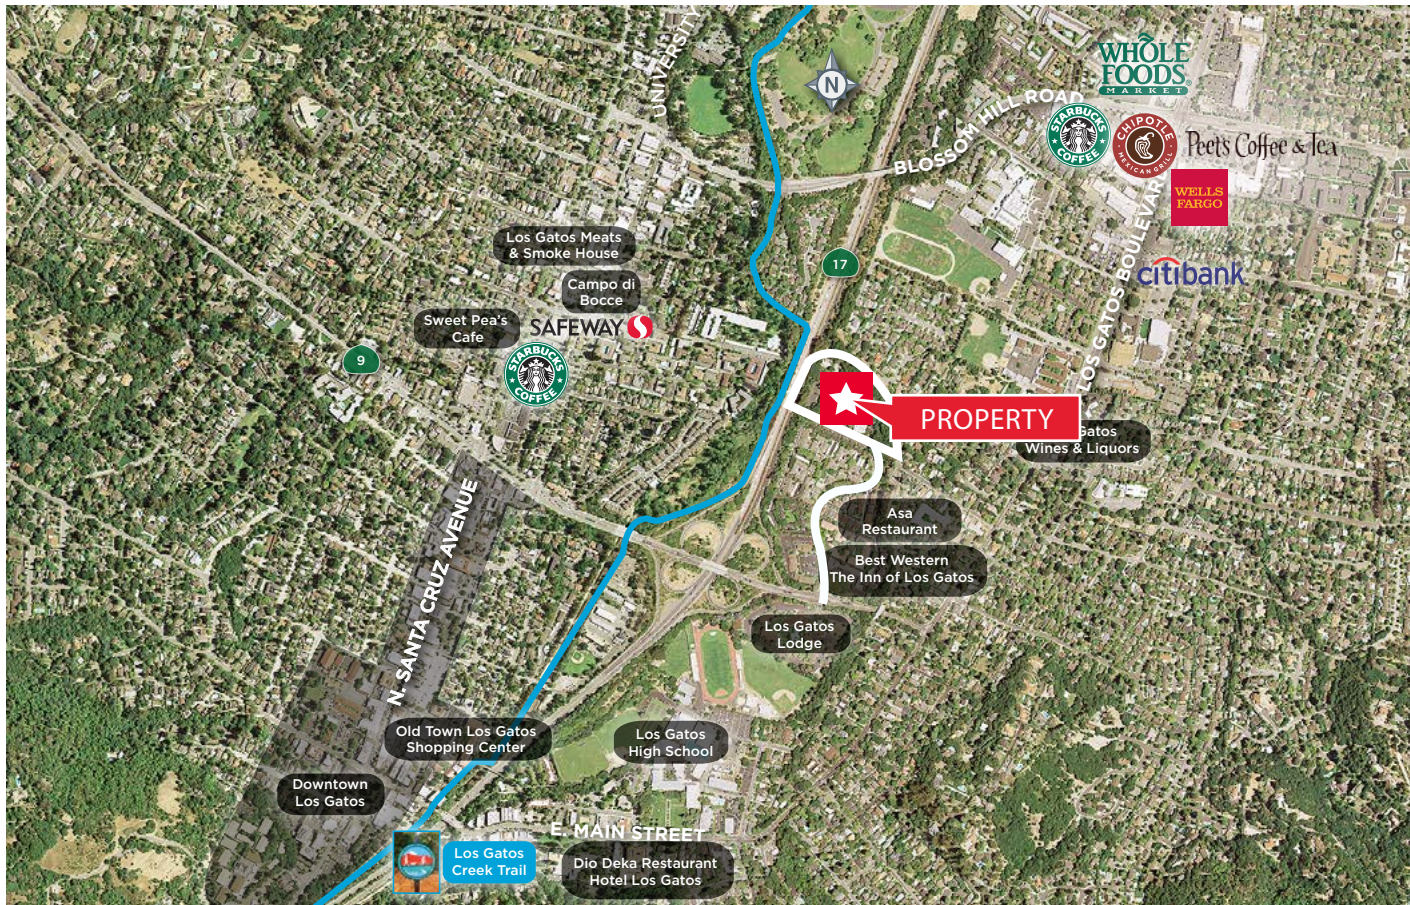 UNIVERSITY
N
WHOLE
FOODS
MARKET
BLOSSOM HILL ROAD
STARBUCKS
COFFEE
CHIPOTLE
MEXICAN GRILL
Peet's Coffee & Tea
WELLS
FARGO
LOS GATOS BOULEVARD
citibank
Los Gatos Meats
& Smoke House
17
Campo di
Bocce
Sweet Pea's
Cafe
SAFEWAY
9
STARBUCKS
COFFEE
PROPERTY
Gatos
Wines & Liquors
N. SANTA CRUZ AVENUE
Asa
Restaurant
Best Western
The Inn of Los Gatos
Los Gatos
Lodge
Old Town Los Gatos
Shopping Center
Los Gatos
High School
Downtown
Los Gatos
E. MAIN STREET
Los Gatos
Creek Trail
Dio Deka Restaurant
Hotel Los Gatos